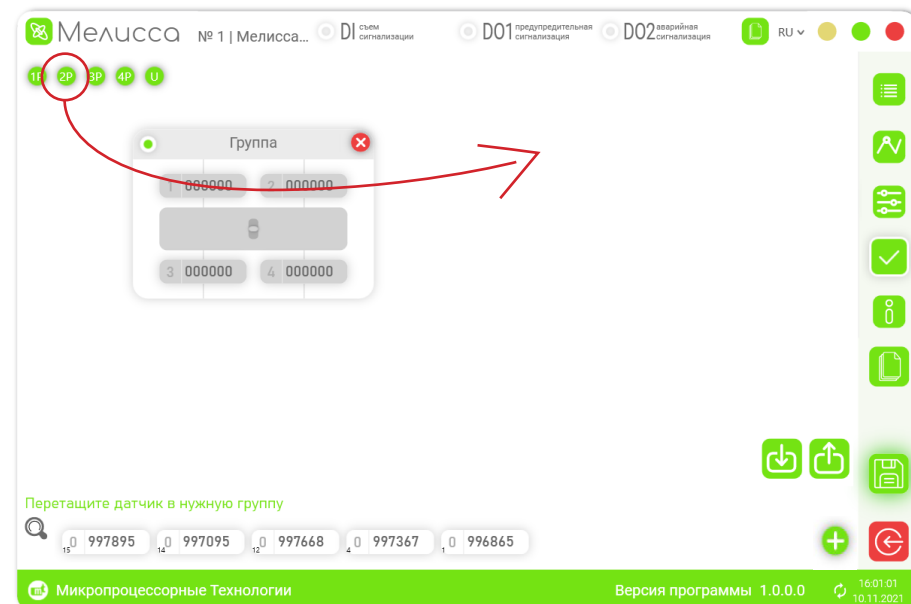 Мелисса № 1 | Мелисса... DI съем сигнализации DO1 предупредительная сигнализация DO2 аварийная сигнализация RU
1P 2P 3P 4P U
Группа
1 000000 2 000000
3 000000 4 000000
Перетащите датчик в нужную группу
15 0 997895 14 0 997095 12 0 997668 4 0 997367 1 0 996865
Микропроцессорные Технологии Версия программы 1.0.0.0 16:01:01
10.11.2021